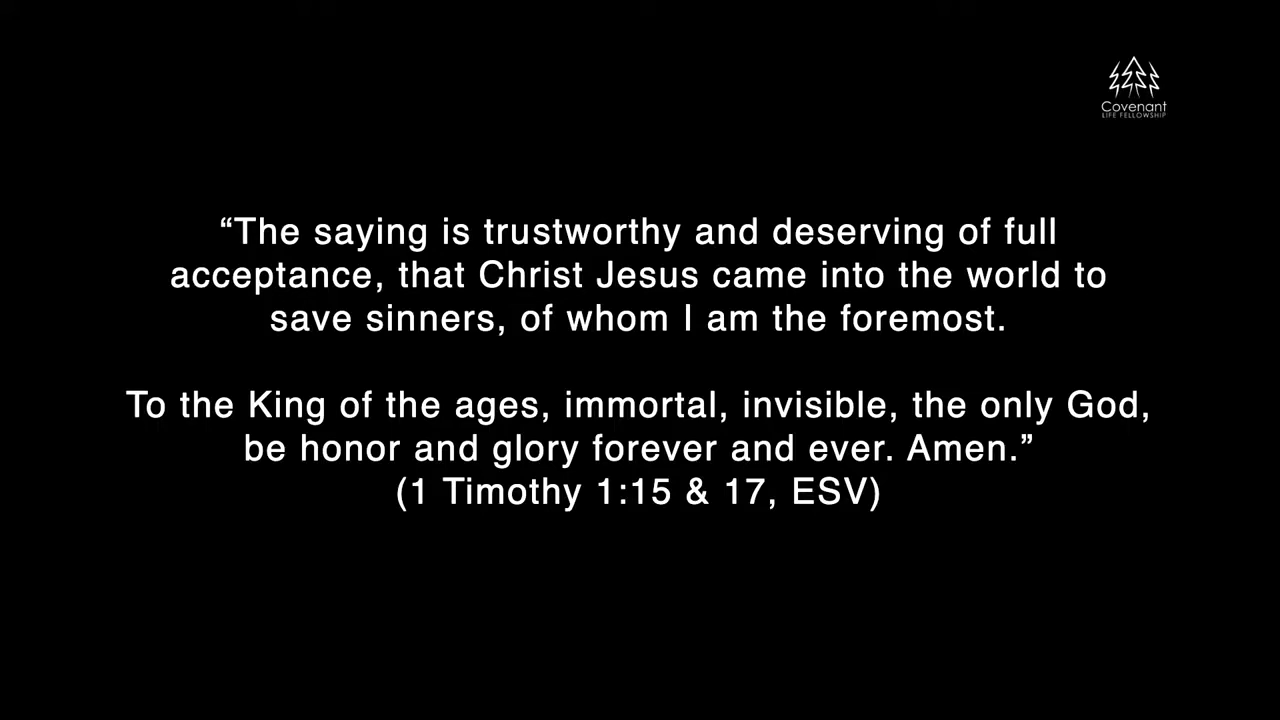 Covenant
LIFE FELLOWSHIP
“The saying is trustworthy and deserving of full
acceptance, that Christ Jesus came into the world to
save sinners, of whom I am the foremost.
To the King of the ages, immortal, invisible, the only God,
be honor and glory forever and ever. Amen.”
(1 Timothy 1:15 & 17, ESV)